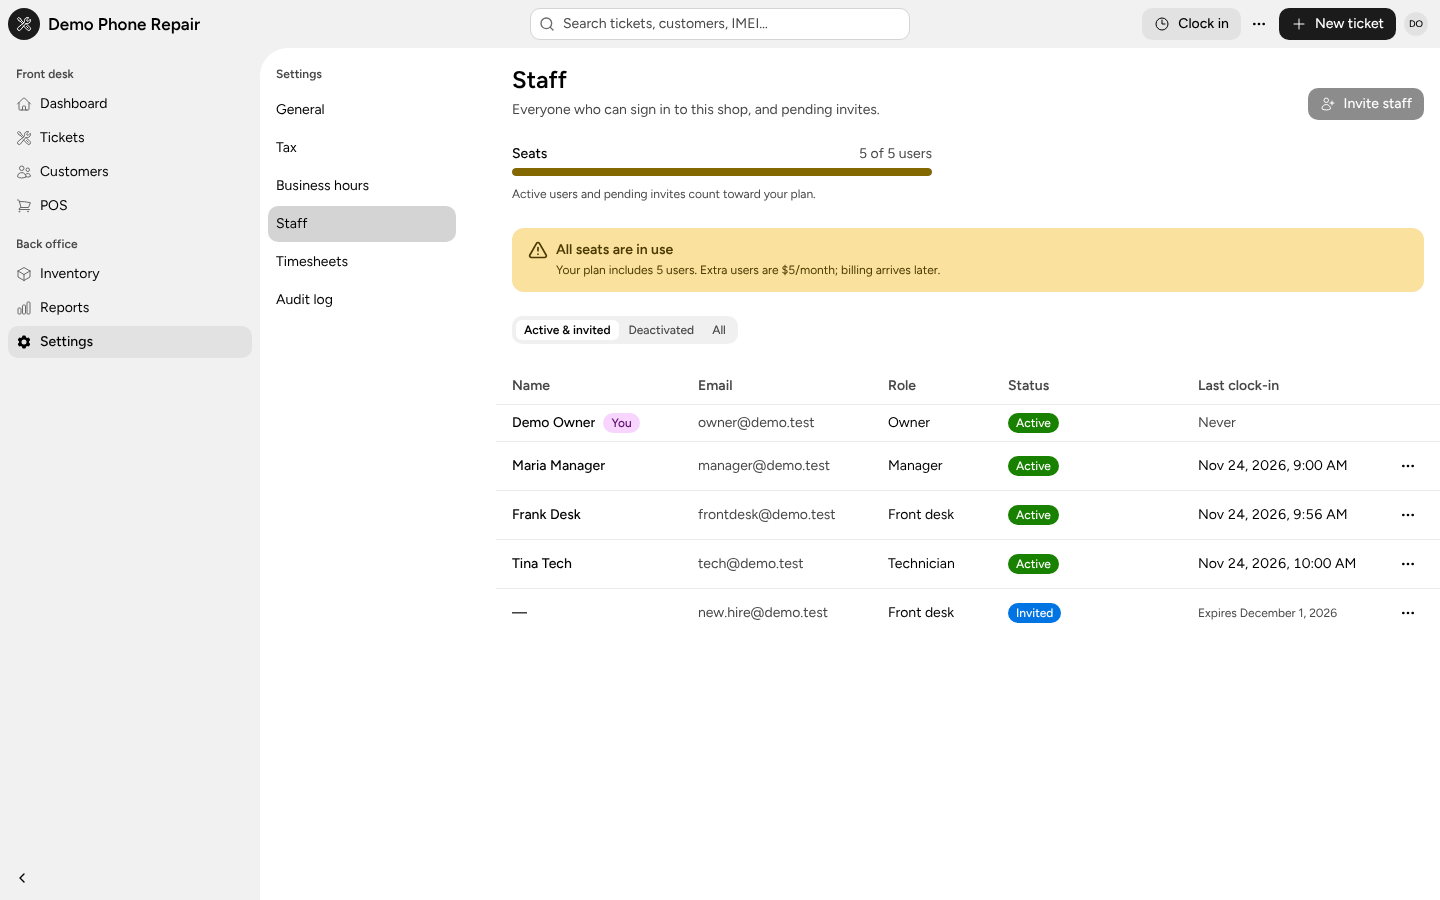 Demo Phone Repair
Search tickets, customers, IMEI...
Clock in
New ticket
DO
Front desk
Dashboard
Tickets
Customers
POS
Back office
Inventory
Reports
Settings
Settings
General
Tax
Business hours
Staff
Timesheets
Audit log
Staff
Everyone who can sign in to this shop, and pending invites.
Invite staff
Seats 5 of 5 users
Active users and pending invites count toward your plan.
All seats are in use
Your plan includes 5 users. Extra users are $5/month; billing arrives later.
Active & invited Deactivated All
Name Email Role Status Last clock-in
Demo Owner You owner@demo.test Owner Active Never
Maria Manager manager@demo.test Manager Active Nov 24, 2026, 9:00 AM
Frank Desk frontdesk@demo.test Front desk Active Nov 24, 2026, 9:56 AM
Tina Tech tech@demo.test Technician Active Nov 24, 2026, 10:00 AM
— new.hire@demo.test Front desk Invited Expires December 1, 2026